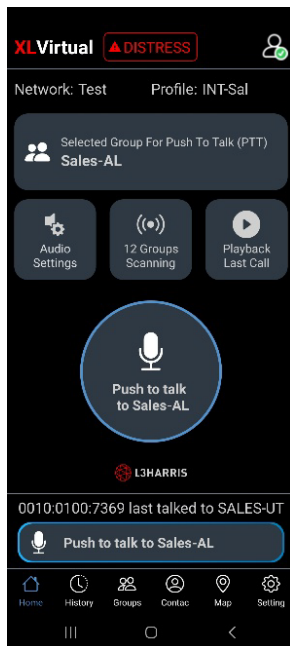 XLVirtual DISTRESS
Network: Test Profile: INT-Sal
Selected Group For Push To Talk (PTT)
Sales-AL
Audio
Settings
12 Groups
Scanning
Playback
Last Call
Push to talk
to Sales-AL
L3HARRIS
0010:0100:7369 last talked to SALES-UT
Push to talk to Sales-AL
Home History Groups Contac Map Setting